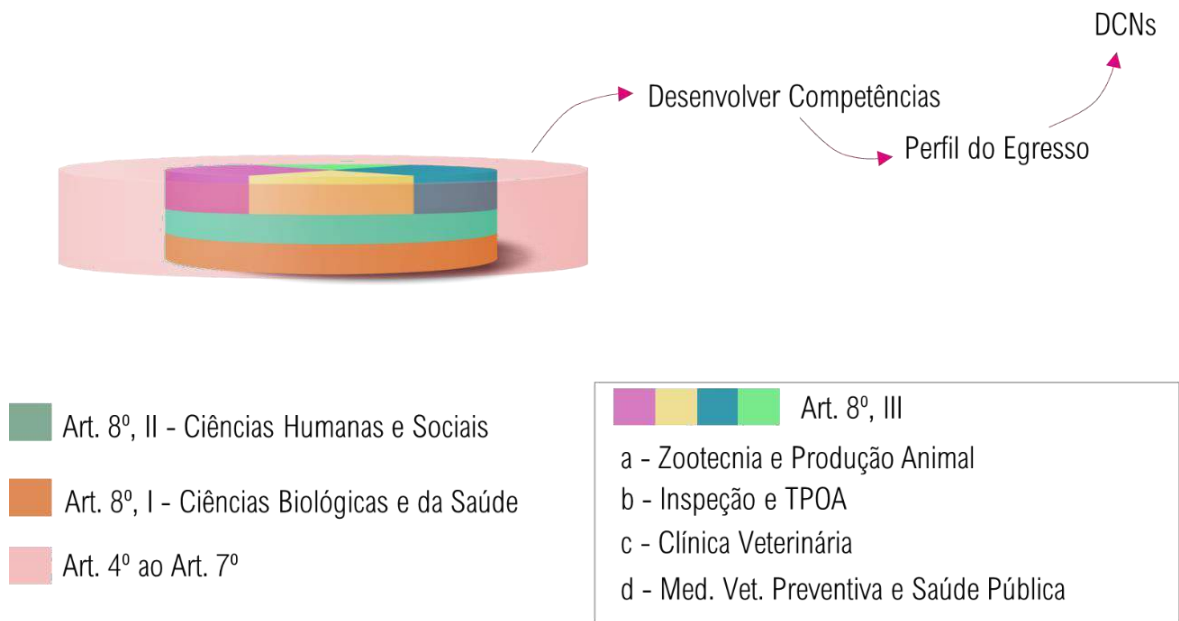 DCNs
Desenvolver Competências
Perfil do Egresso
Art. 8º, II - Ciências Humanas e Sociais
Art. 8º, I - Ciências Biológicas e da Saúde
Art. 4º ao Art. 7º
Art. 8º, III
a - Zootecnia e Produção Animal
b - Inspeção e TPOA
c - Clínica Veterinária
d - Med. Vet. Preventiva e Saúde Pública